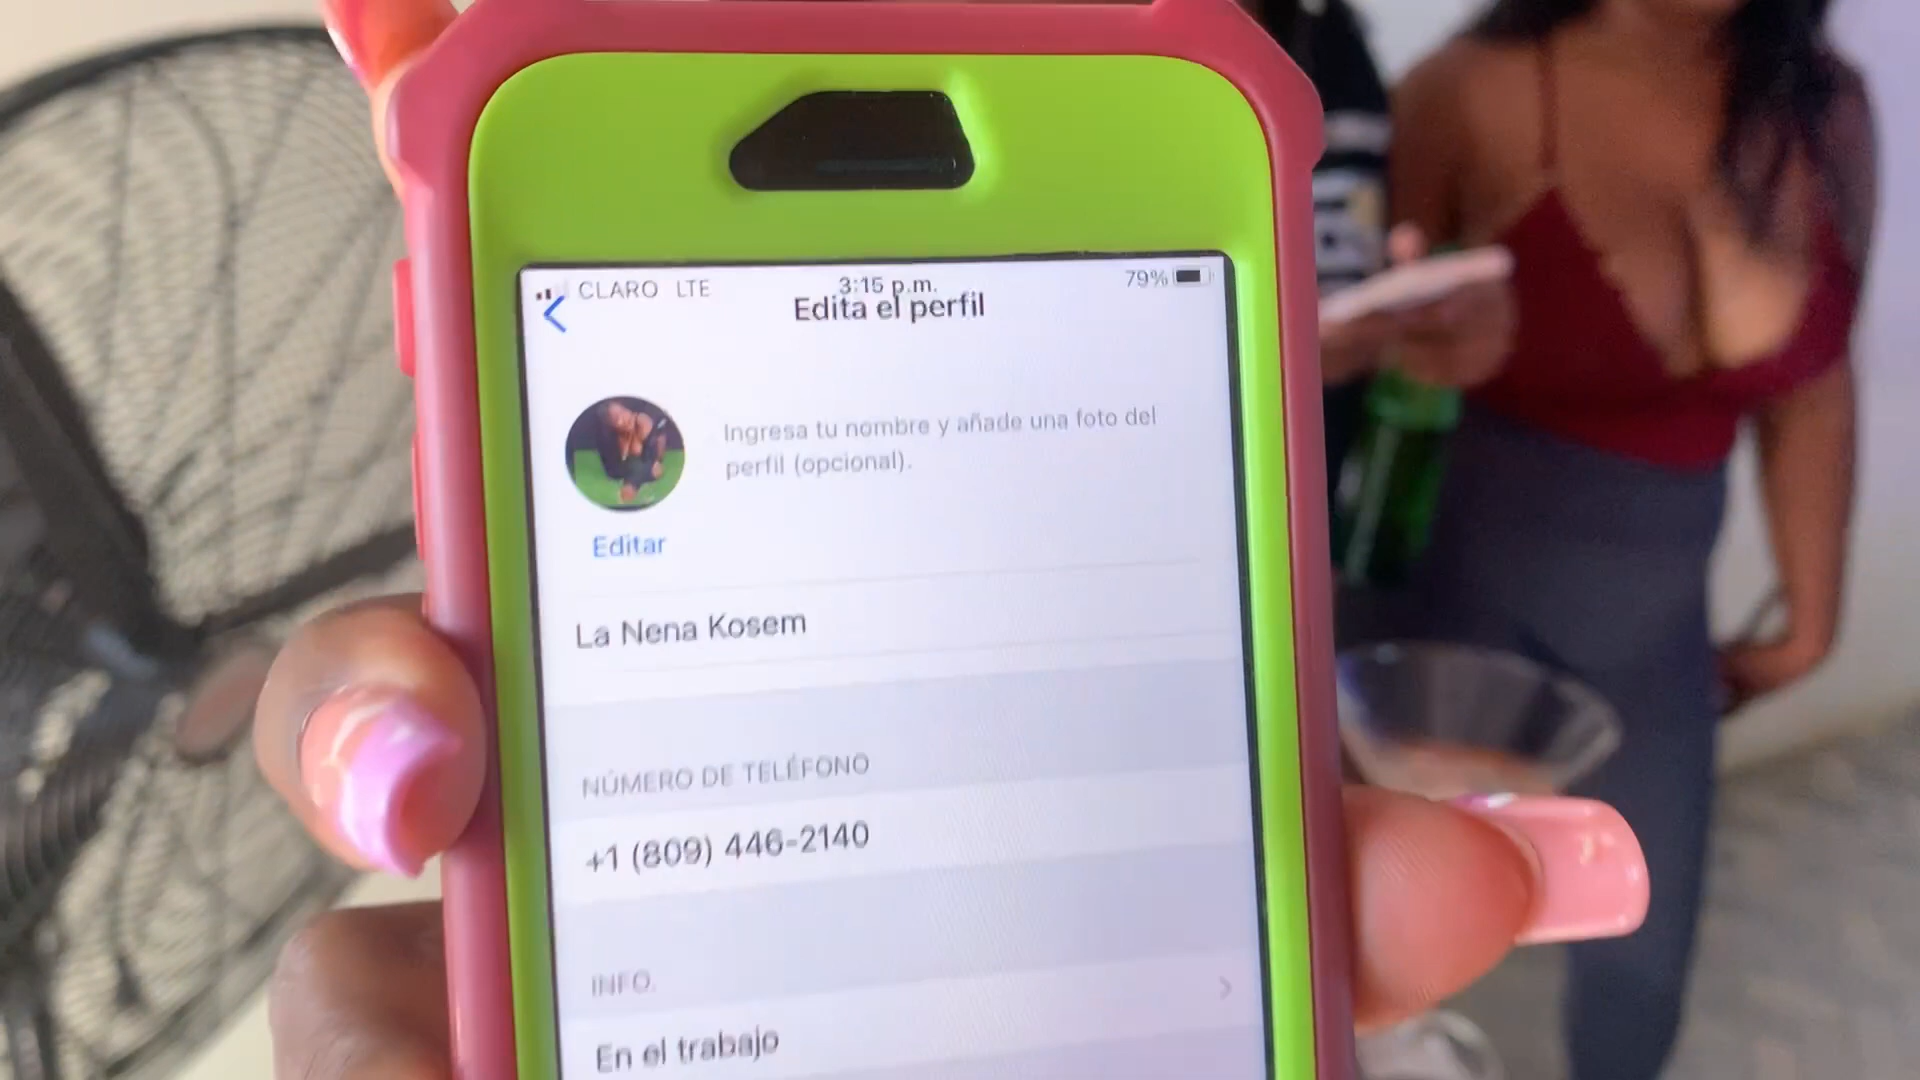 CLARO LTE 3:15 p.m. 79%
Edita el perfil
Ingresa tu nombre y añade una foto del
perfil (opcional).
Editar
La Nena Kosem
NÚMERO DE TELÉFONO
+1 (809) 446-2140
INFO.
En el trabajo